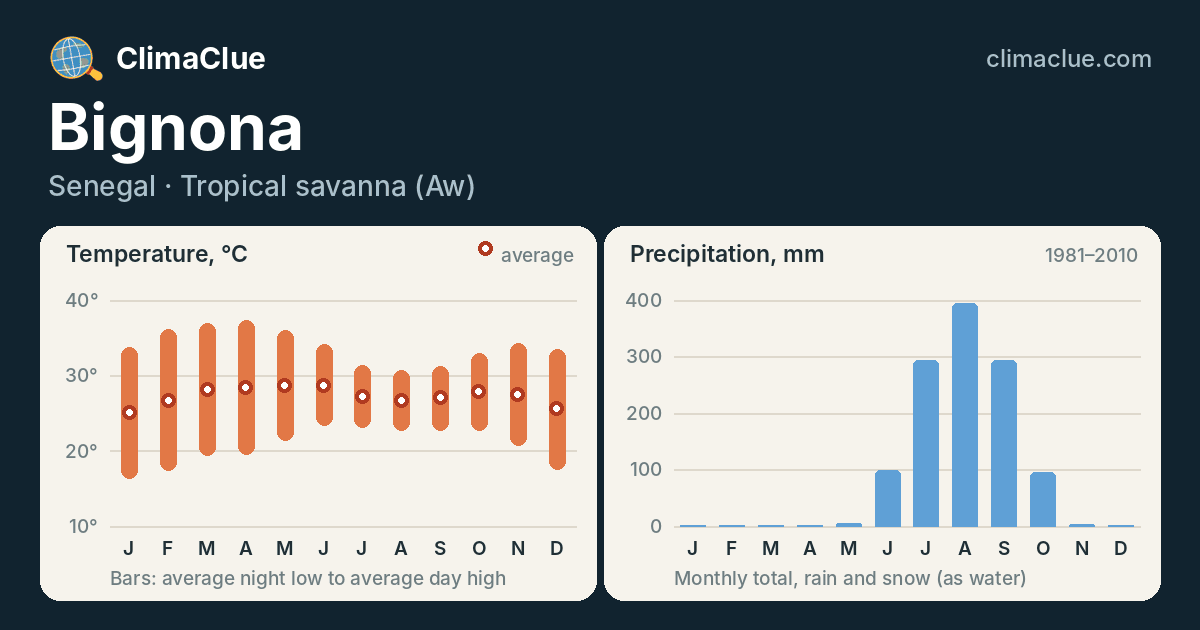 ClimaClue
climaclue.com
Bignona
Senegal · Tropical savanna (Aw)
Temperature, °C
average
40°
30°
20°
10°
J F M A M J J A S O N D
Bars: average night low to average day high
Precipitation, mm
1981–2010
400
300
200
100
0
J F M A M J J A S O N D
Monthly total, rain and snow (as water)